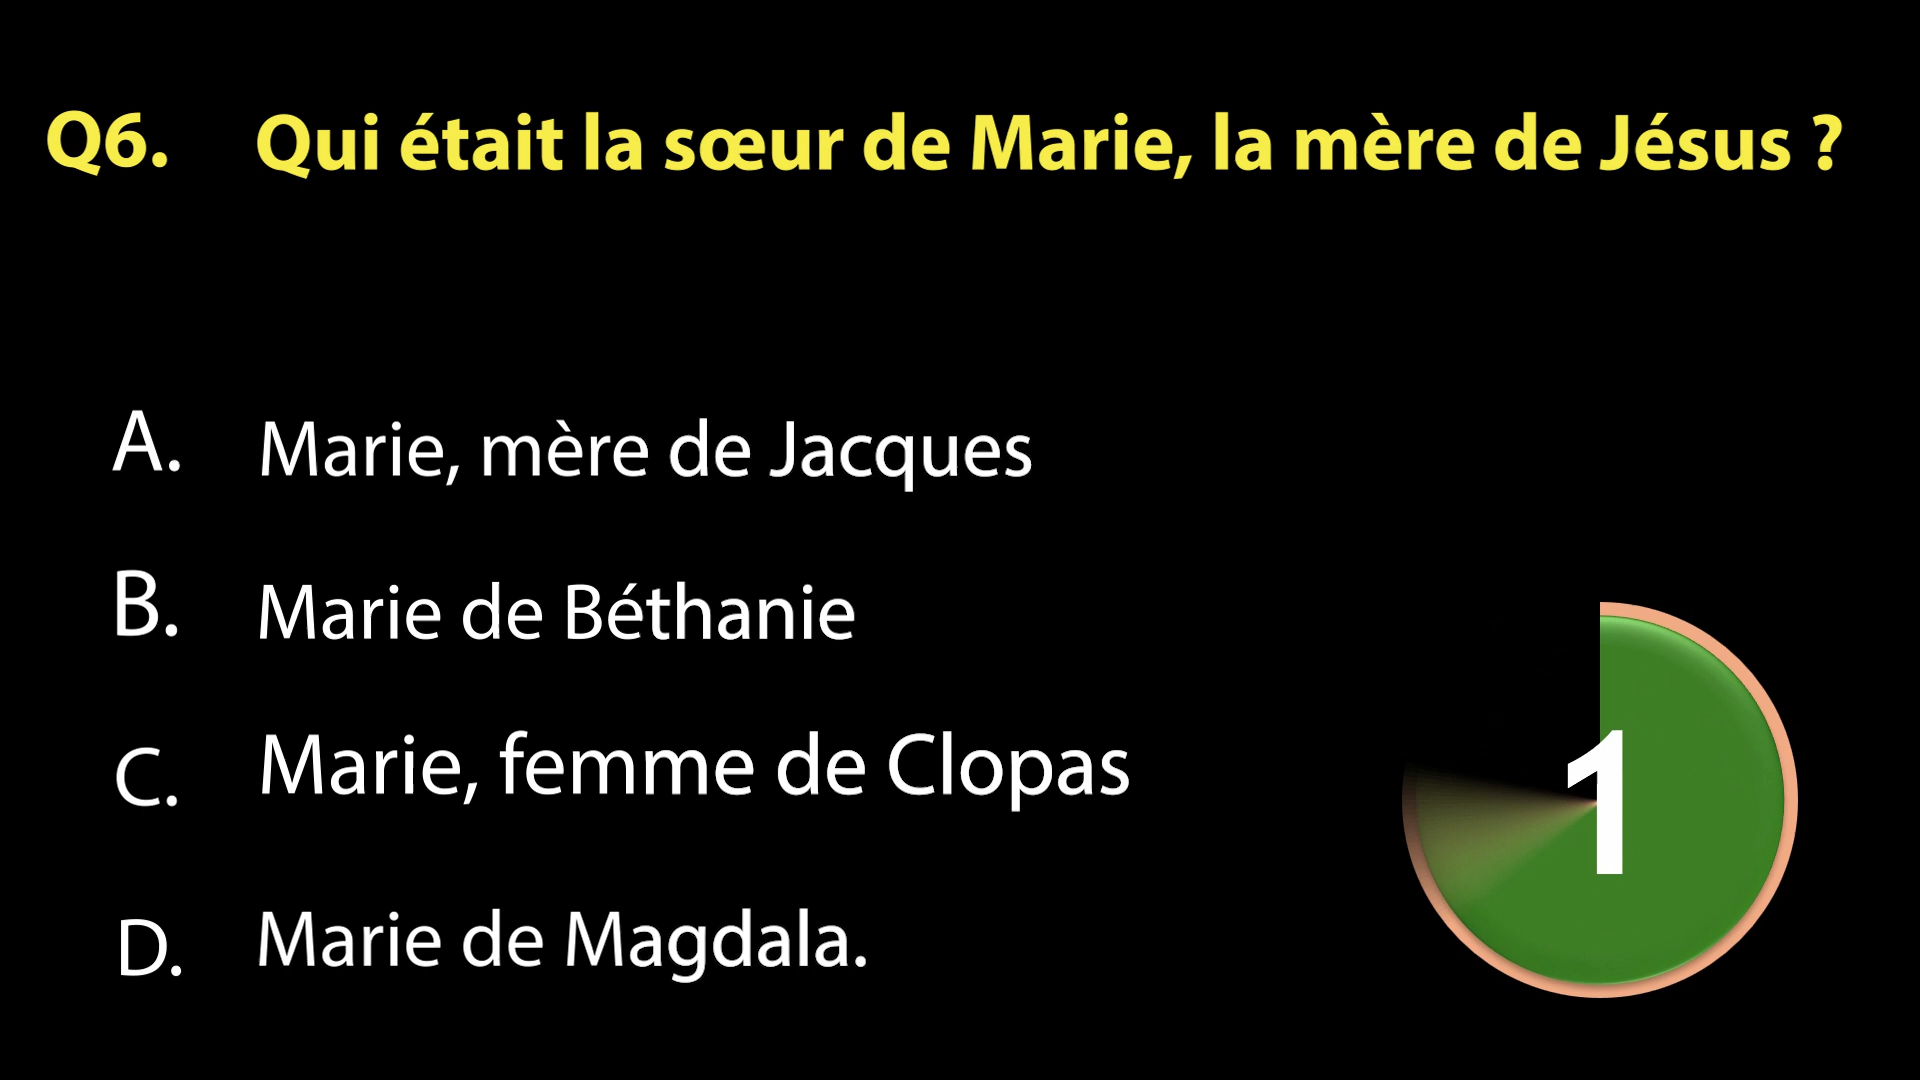 Q6. Qui était la sœur de Marie, la mère de Jésus ?
A. Marie, mère de Jacques
B. Marie de Béthanie
C. Marie, femme de Clopas
D. Marie de Magdala.
1